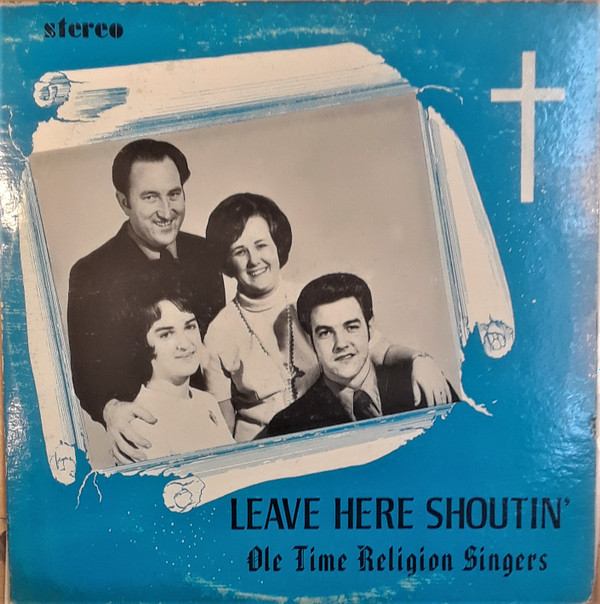 stereo
LEAVE HERE SHOUTIN'
Ole Time Religion Singers